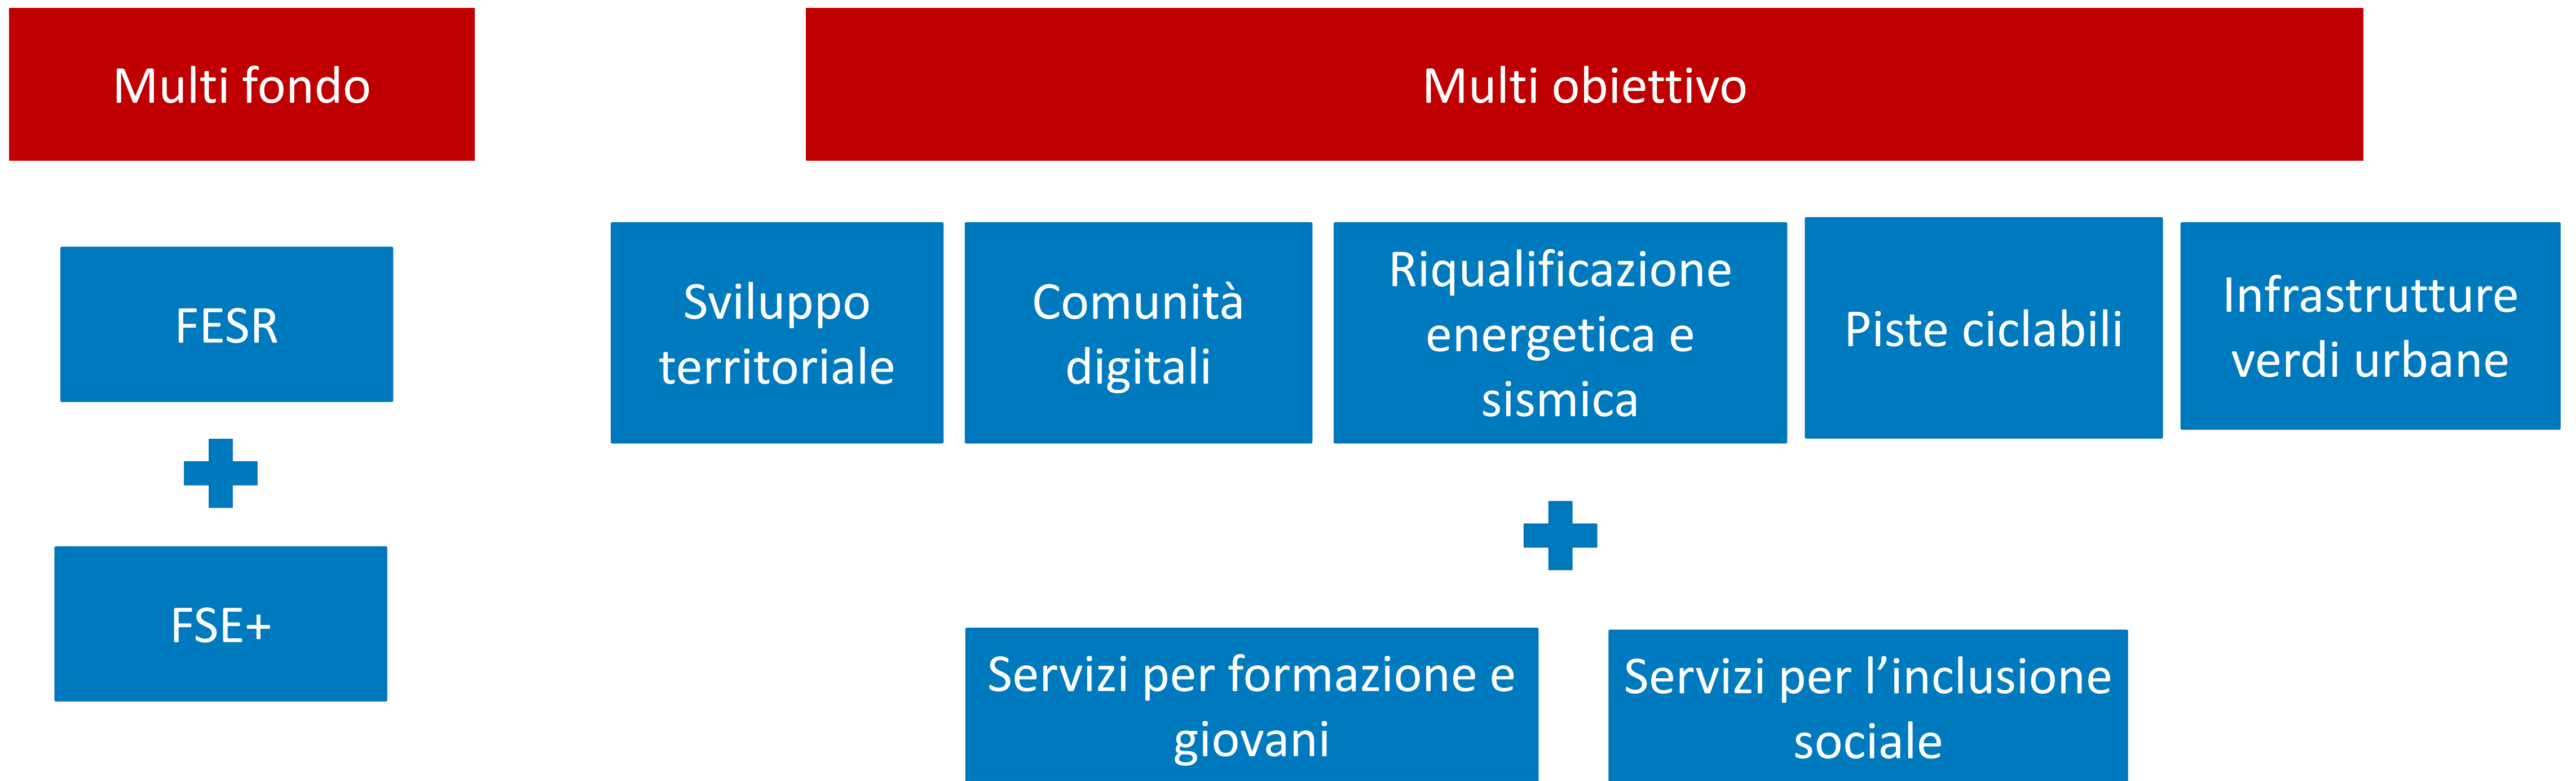 Multi fondo
Multi obiettivo
FESR
FSE+
Sviluppo
territoriale
Comunità
digitali
Riqualificazione
energetica e
sismica
Piste ciclabili
Infrastrutture
verdi urbane
Servizi per formazione e
giovani
Servizi per l’inclusione
sociale